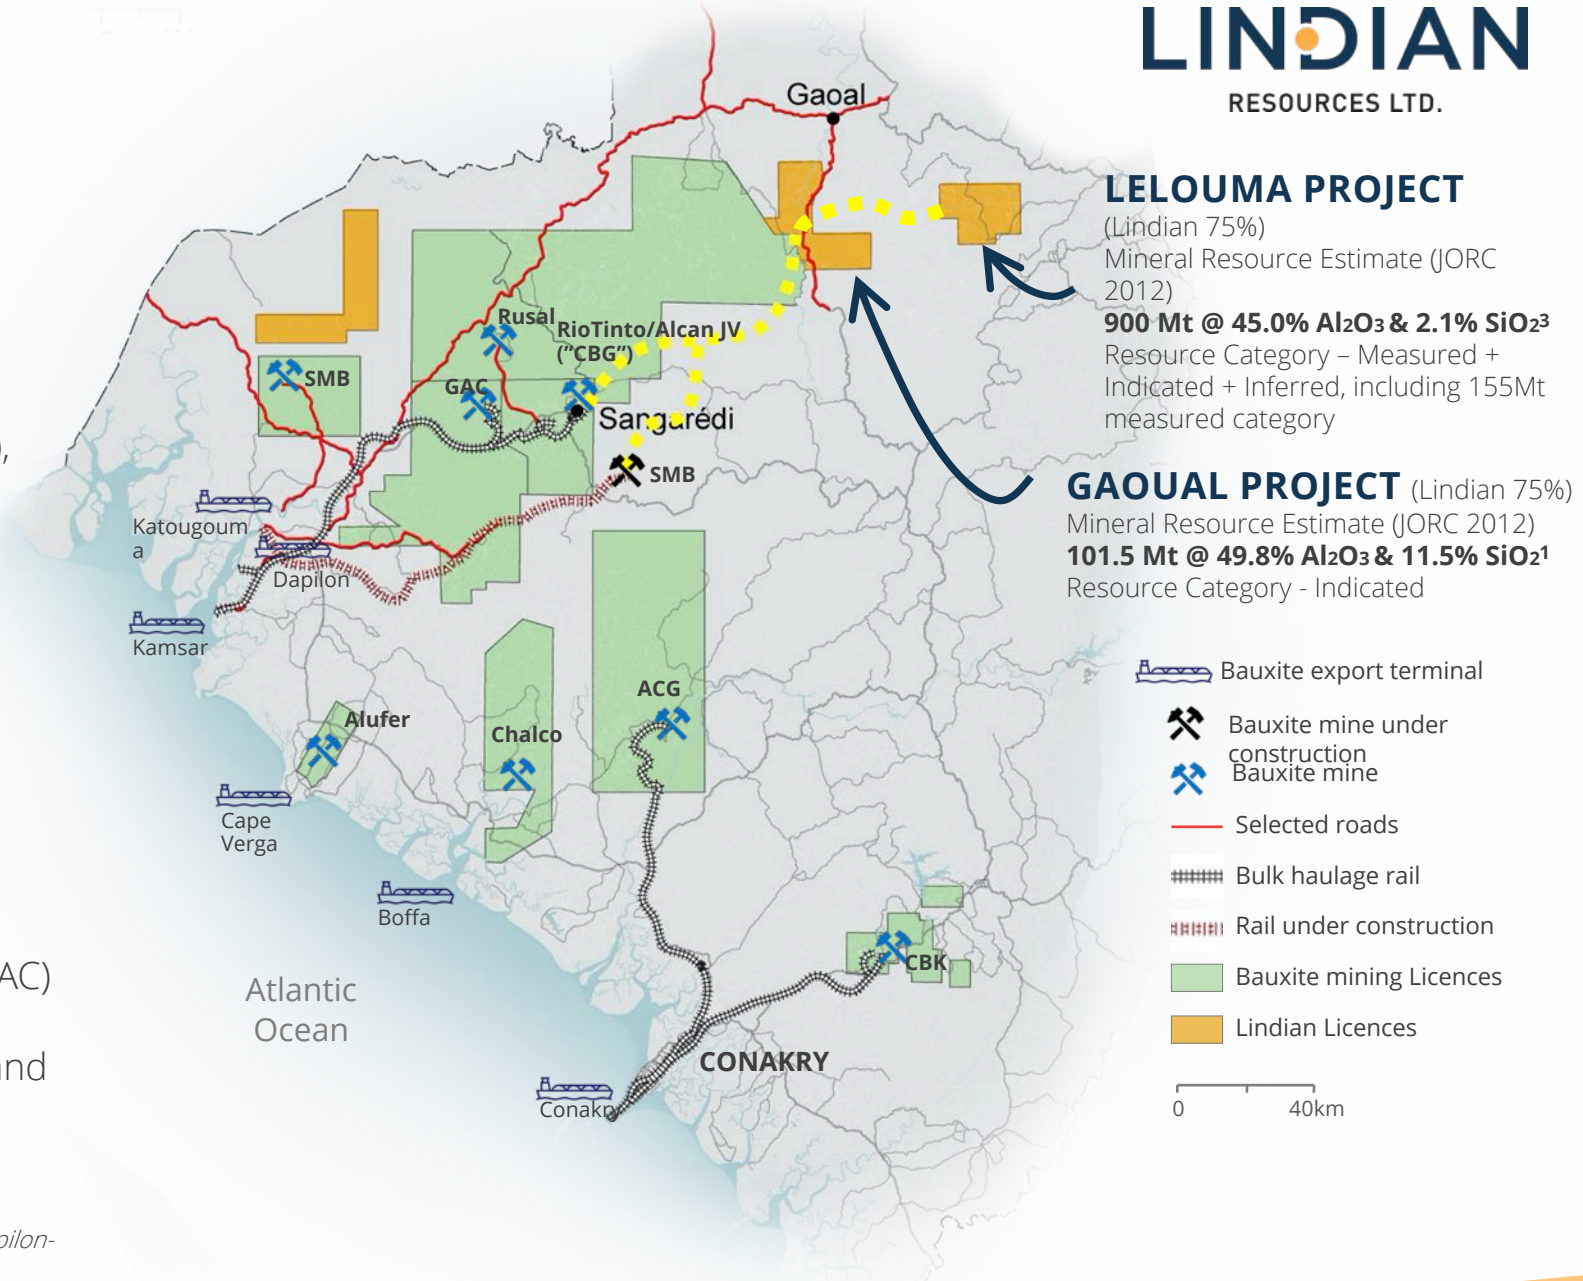 LINDIAN
RESOURCES LTD.
Gaoal
LELOUMA PROJECT
(Lindian 75%)
Mineral Resource Estimate (JORC
2012)
900 Mt @ 45.0% Al2O3 & 2.1% SiO2³
Resource Category – Measured +
Indicated + Inferred, including 155Mt
measured category
Rusal
RioTinto/Alcan JV
("CBG")
SMB
GAC
Sangarédi
SMB
GAOUAL PROJECT (Lindian 75%)
Mineral Resource Estimate (JORC 2012)
101.5 Mt @ 49.8% Al2O3 & 11.5% SiO2¹
Resource Category - Indicated
),
Katougoum
a
Dapilon
Kamsar
ACG
Alufer
Chalco
Cape
Verga
Boffa
CBK
AC)
Atlantic
Ocean
nd
CONAKRY
Conakry
pilon-
Bauxite export terminal
Bauxite mine under
construction
Bauxite mine
Selected roads
Bulk haulage rail
Rail under construction
Bauxite mining Licences
Lindian Licences
0 40km